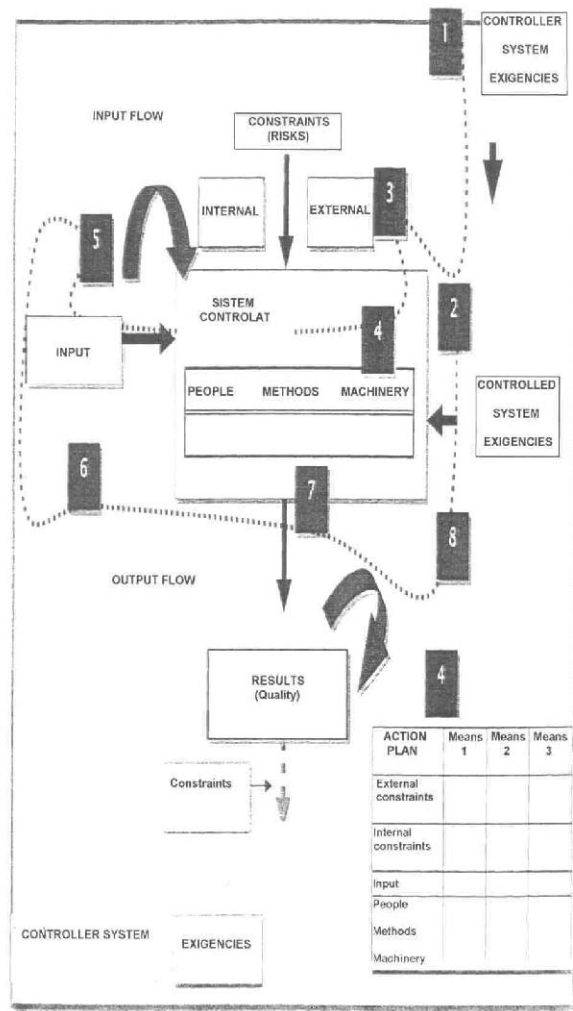 1
CONTROLLER
SYSTEM
EXIGENCIES
INPUT FLOW
CONSTRAINTS
(RISKS)
3
INTERNAL
EXTERNAL
5
2
SISTEM
CONTROLAT
4
INPUT
PEOPLE METHODS MACHINERY
CONTROLLED
SYSTEM
EXIGENCIES
6
7
8
OUTPUT FLOW
4
RESULTS
(Quality)
ACTION PLAN Means 1 Means 2 Means 3
Constraints
External
constraints
Internal
constraints
Input
People
Methods
Machinery
CONTROLLER SYSTEM
EXIGENCIES